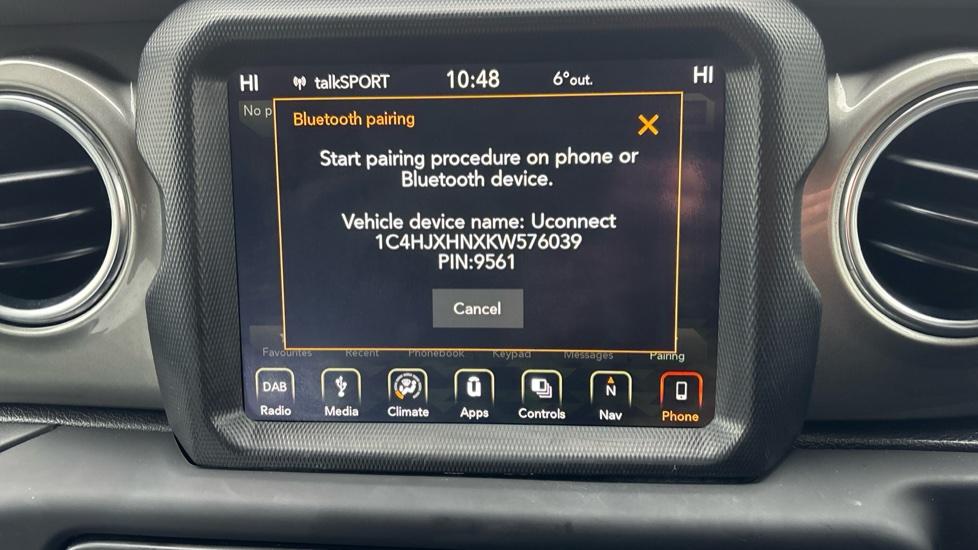 HI talkSPORT 10:48 6°out. HI
No p
Bluetooth pairing
Start pairing procedure on phone or
Bluetooth device.
Vehicle device name: Uconnect
1C4HJXHNXKW576039
PIN:9561
Cancel
Favourites Recent Phonebook Keypad Messages Pairing
DAB N
Radio Media Climate Apps Controls Nav Phone